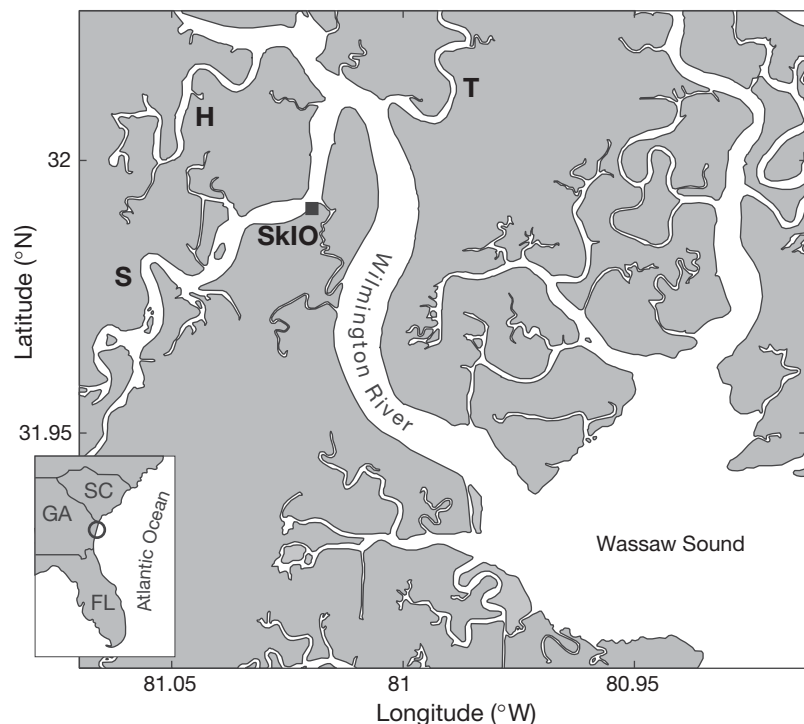 T
H
32
SkIO
S
Wilmington River
Latitude (°N)
31.95
SC
GA
Atlantic Ocean
FL
Wassaw Sound
81.05
81
80.95
Longitude (°W)